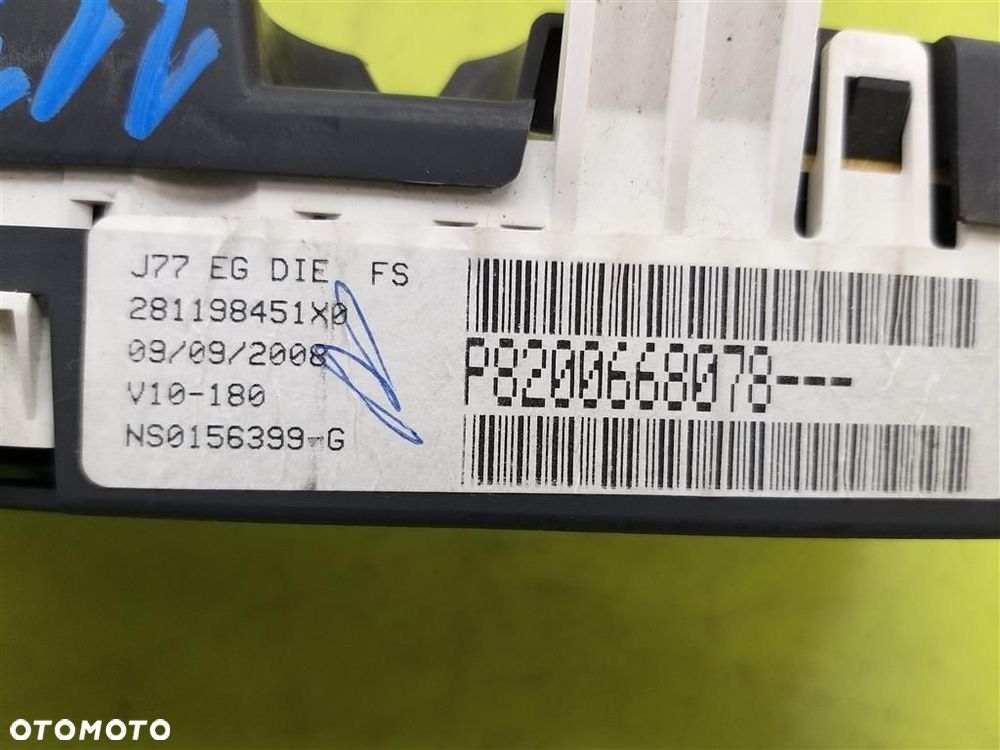 J77 EG DIE FS
281198451X0
09/09/2008
V10-180
NS0156399-G
P8200668078---
OTOMOTO